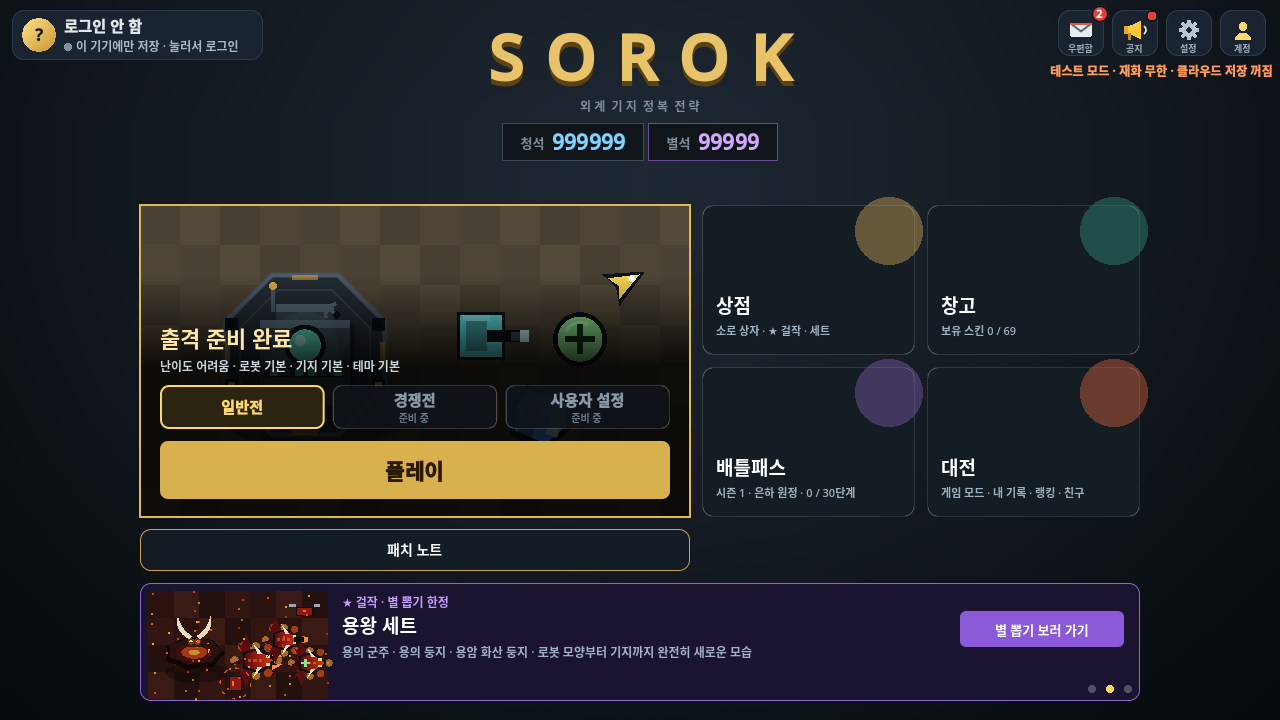 ?
로그인 안 함
이 기기에만 저장 · 눌러서 로그인
SOROK
외계 기지 정복 전략
청석 999999
별석 99999
2
우편함
공지
설정
계정
테스트 모드 · 재화 무한 · 클라우드 저장 꺼짐
출격 준비 완료
난이도 어려움 · 로봇 기본 · 기지 기본 · 테마 기본
일반전
경쟁전
준비 중
사용자 설정
준비 중
플레이
상점
소로 상자 · ★ 걸작 · 세트
창고
보유 스킨 0 / 69
배틀패스
시즌 1 · 은하 원정 · 0 / 30단계
대전
게임 모드 · 내 기록 · 랭킹 · 친구
패치 노트
★ 걸작 · 별 뽑기 한정
용왕 세트
용의 군주 · 용의 둥지 · 용암 화산 둥지 · 로봇 모양부터 기지까지 완전히 새로운 모습
별 뽑기 보러 가기